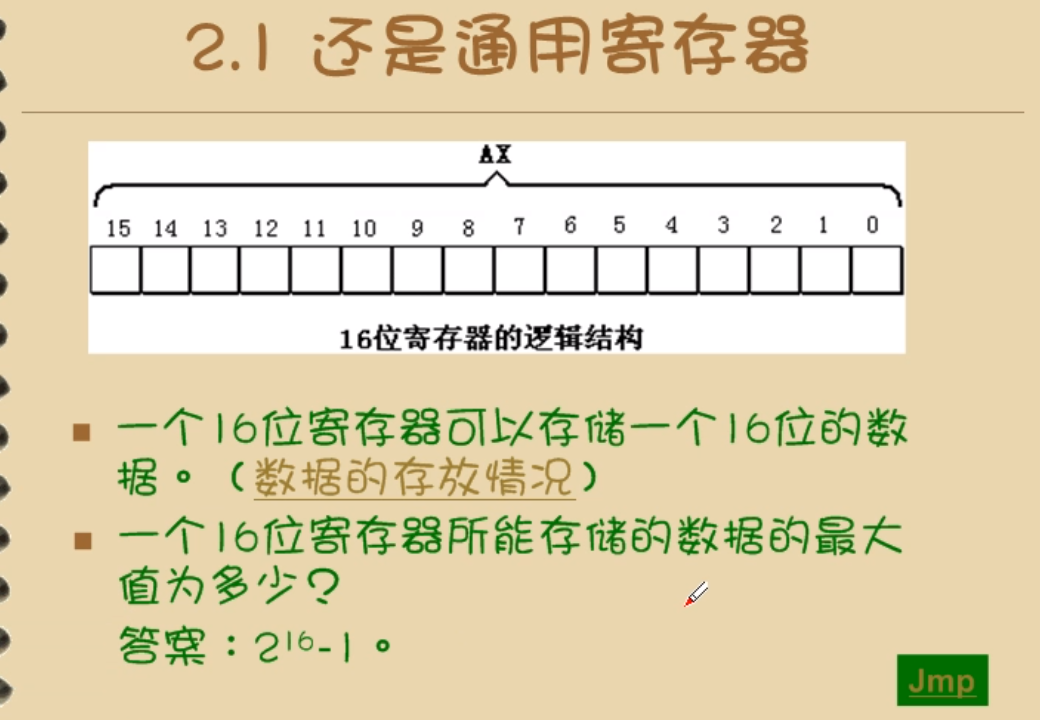 2.1 还是通用寄存器
AX
15 14 13 12 11 10 9 8 7 6 5 4 3 2 1 0
16位寄存器的逻辑结构
一个16位寄存器可以存储一个16位的数
据。（数据的存放情况）
一个16位寄存器所能存储的数据的最大
值为多少？
答案：2¹⁶-1。
Jmp